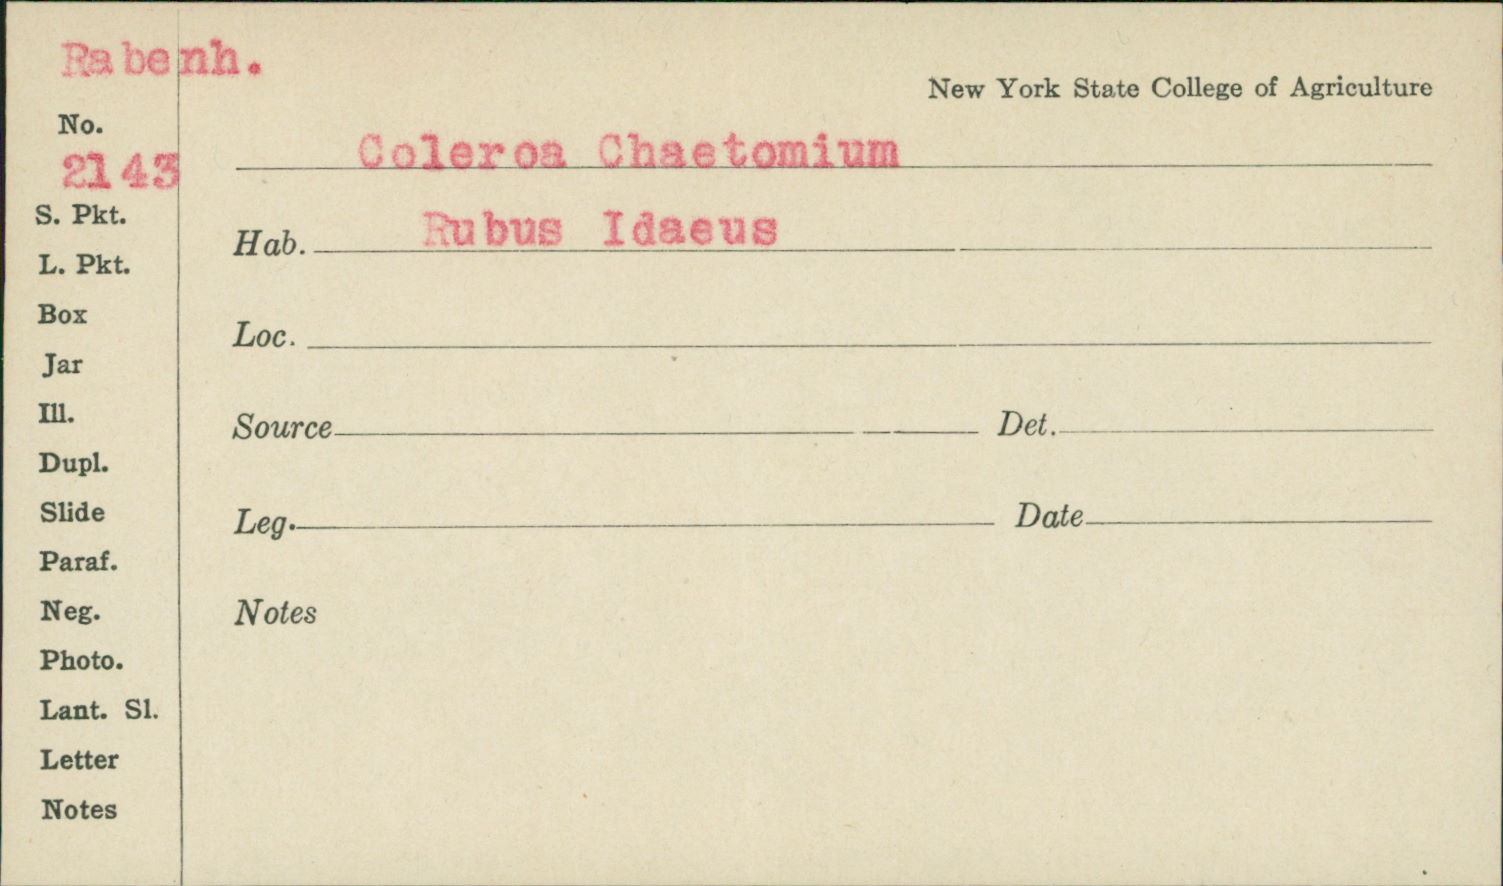 Rabenh.
New York State College of Agriculture
No.
2143
Coleroa Chaetomium
S. Pkt.
Hab. Rubus Idaeus
L. Pkt.
Box
Loc.
Jar
Ill.
Source Det.
Dupl.
Slide
Leg. Date
Paraf.
Neg.
Notes
Photo.
Lant. Sl.
Letter
Notes